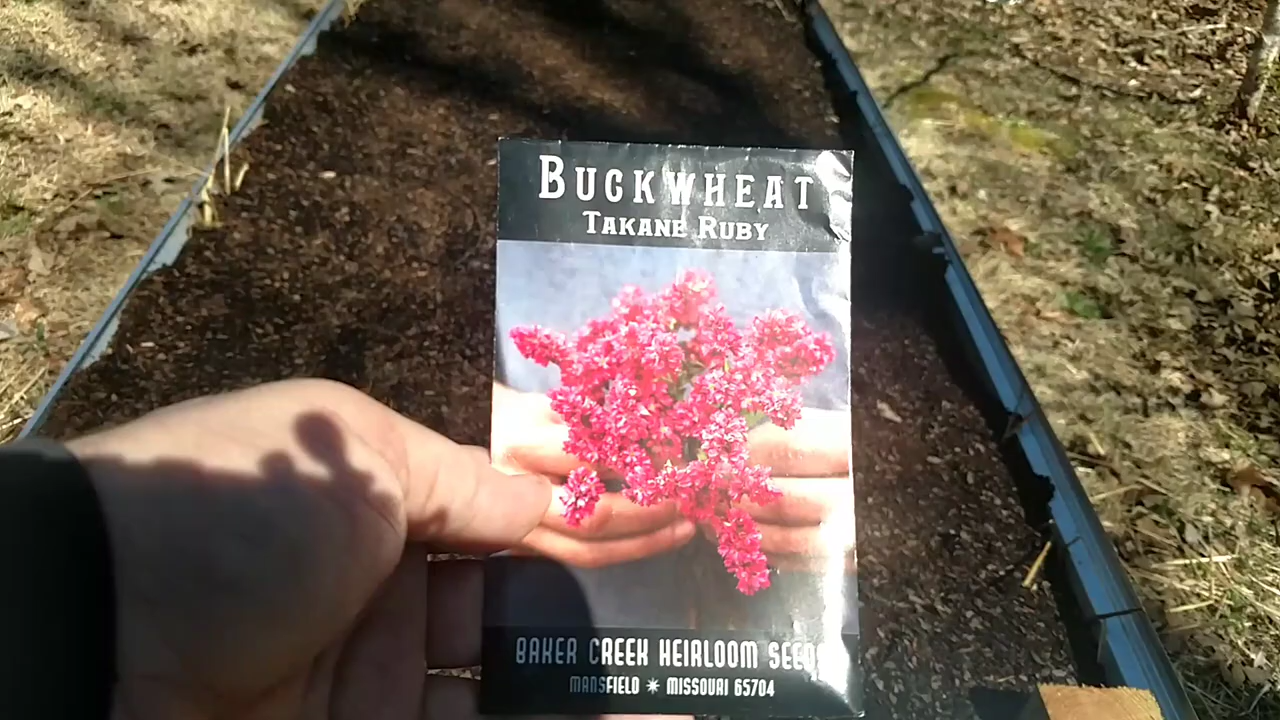 BUCKWHEAT
TAKANE RUBY
BAKER CREEK HEIRLOOM SEEDS
MANSFIELD ✷ MISSOURI 65704